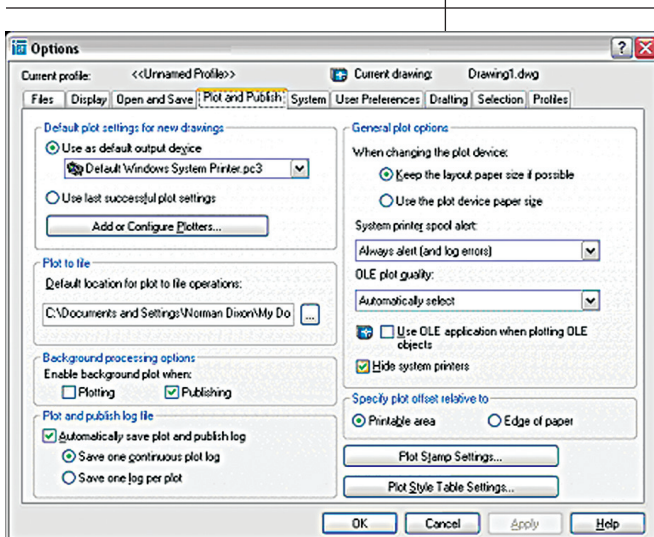 Options
Current profile: <<Unnamed Profile>> Current drawing: Drawing1.dwg
Files Display Open and Save Plot and Publish System User Preferences Drafting Selection Profiles
Default plot settings for new drawings
Use as default output device
Default Windows System Printer.pc3
Use last successful plot settings
Add or Configure Plotters...
Plot to file
Default location for plot to file operations:
C:\Documents and Settings\Norman Dixon\My Do ...
Background processing options
Enable background plot when:
Plotting Publishing
Plot and publish log file
Automatically save plot and publish log
Save one continuous plot log
Save one log per plot
General plot options
When changing the plot device:
Keep the layout paper size if possible
Use the plot device paper size
System printer spool alert:
Always alert (and log errors)
OLE plot quality:
Automatically select
Use OLE application when plotting OLE
objects
Hide system printers
Specify plot offset relative to
Printable area Edge of paper
Plot Stamp Settings...
Plot Style Table Settings...
OK Cancel Apply Help